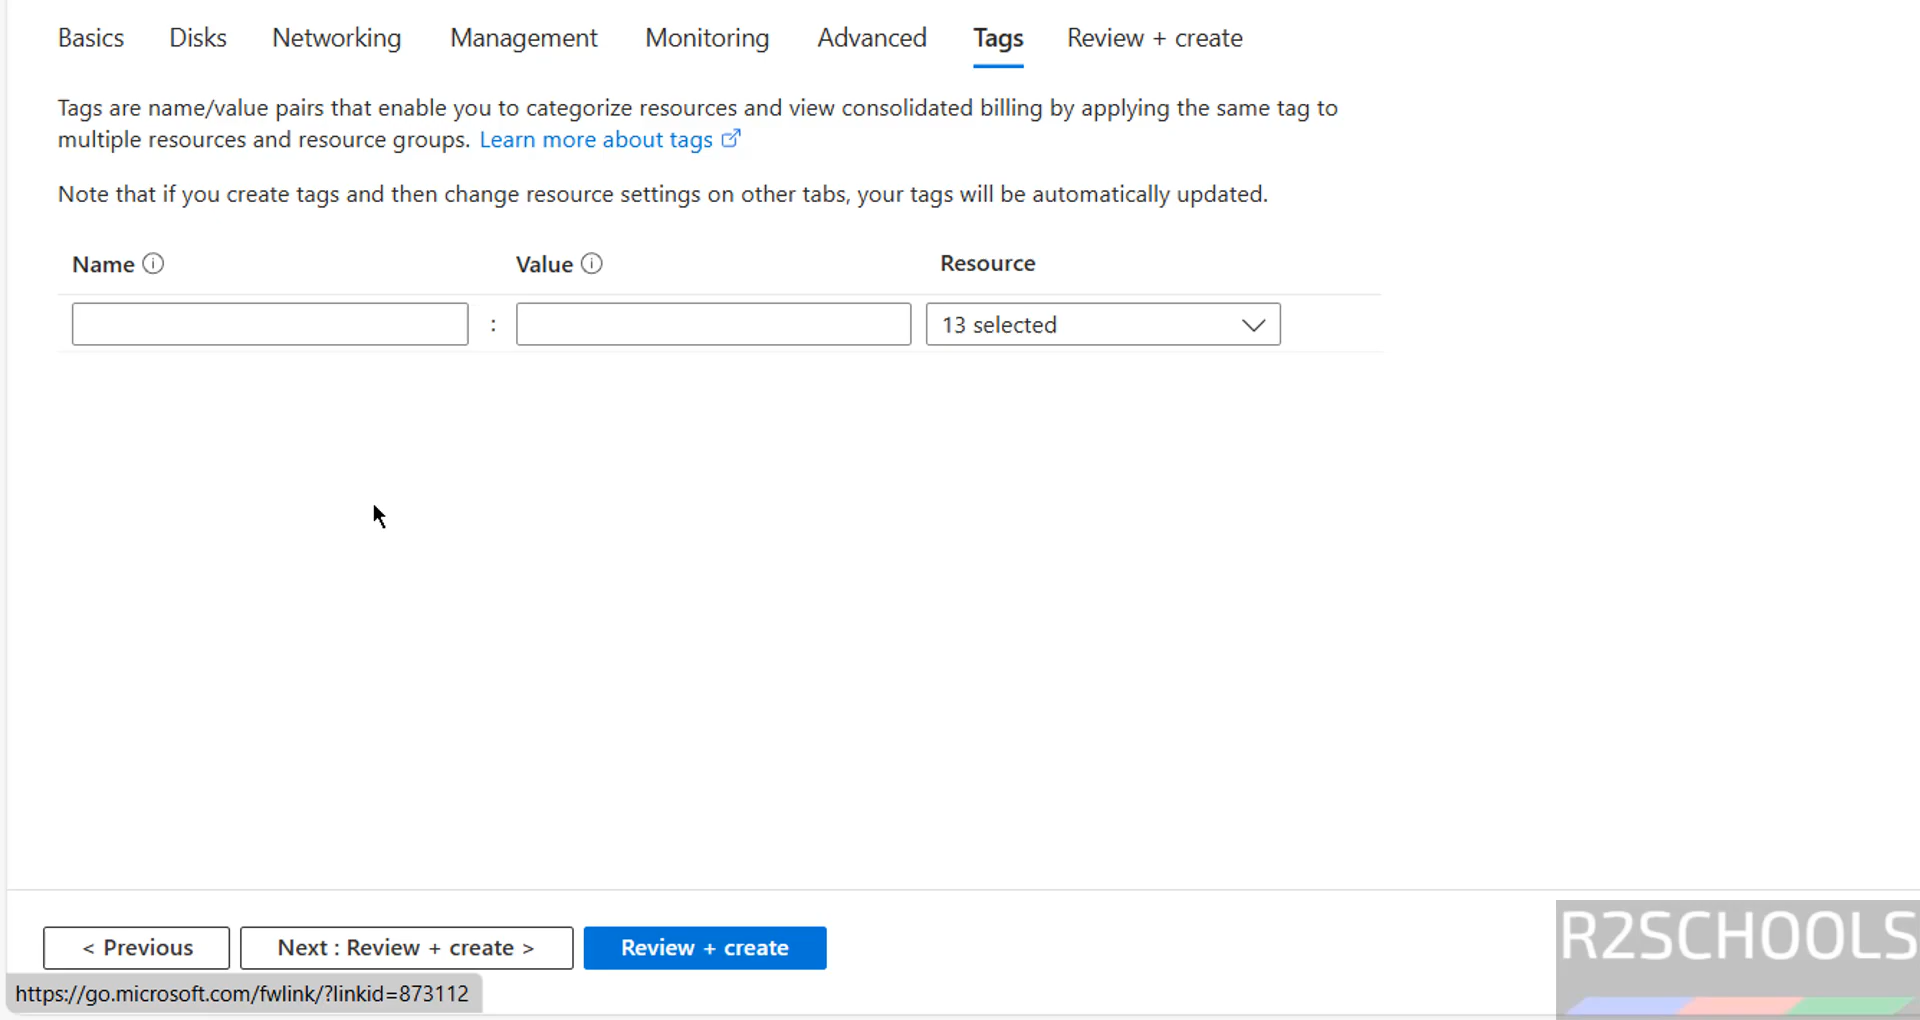 Basics Disks Networking Management Monitoring Advanced Tags Review + create
Tags are name/value pairs that enable you to categorize resources and view consolidated billing by applying the same tag to
multiple resources and resource groups. Learn more about tags
Note that if you create tags and then change resource settings on other tabs, your tags will be automatically updated.
Name Value Resource
: 13 selected
< Previous Next : Review + create > Review + create
R2SCHOOLS
https://go.microsoft.com/fwlink/?linkid=873112